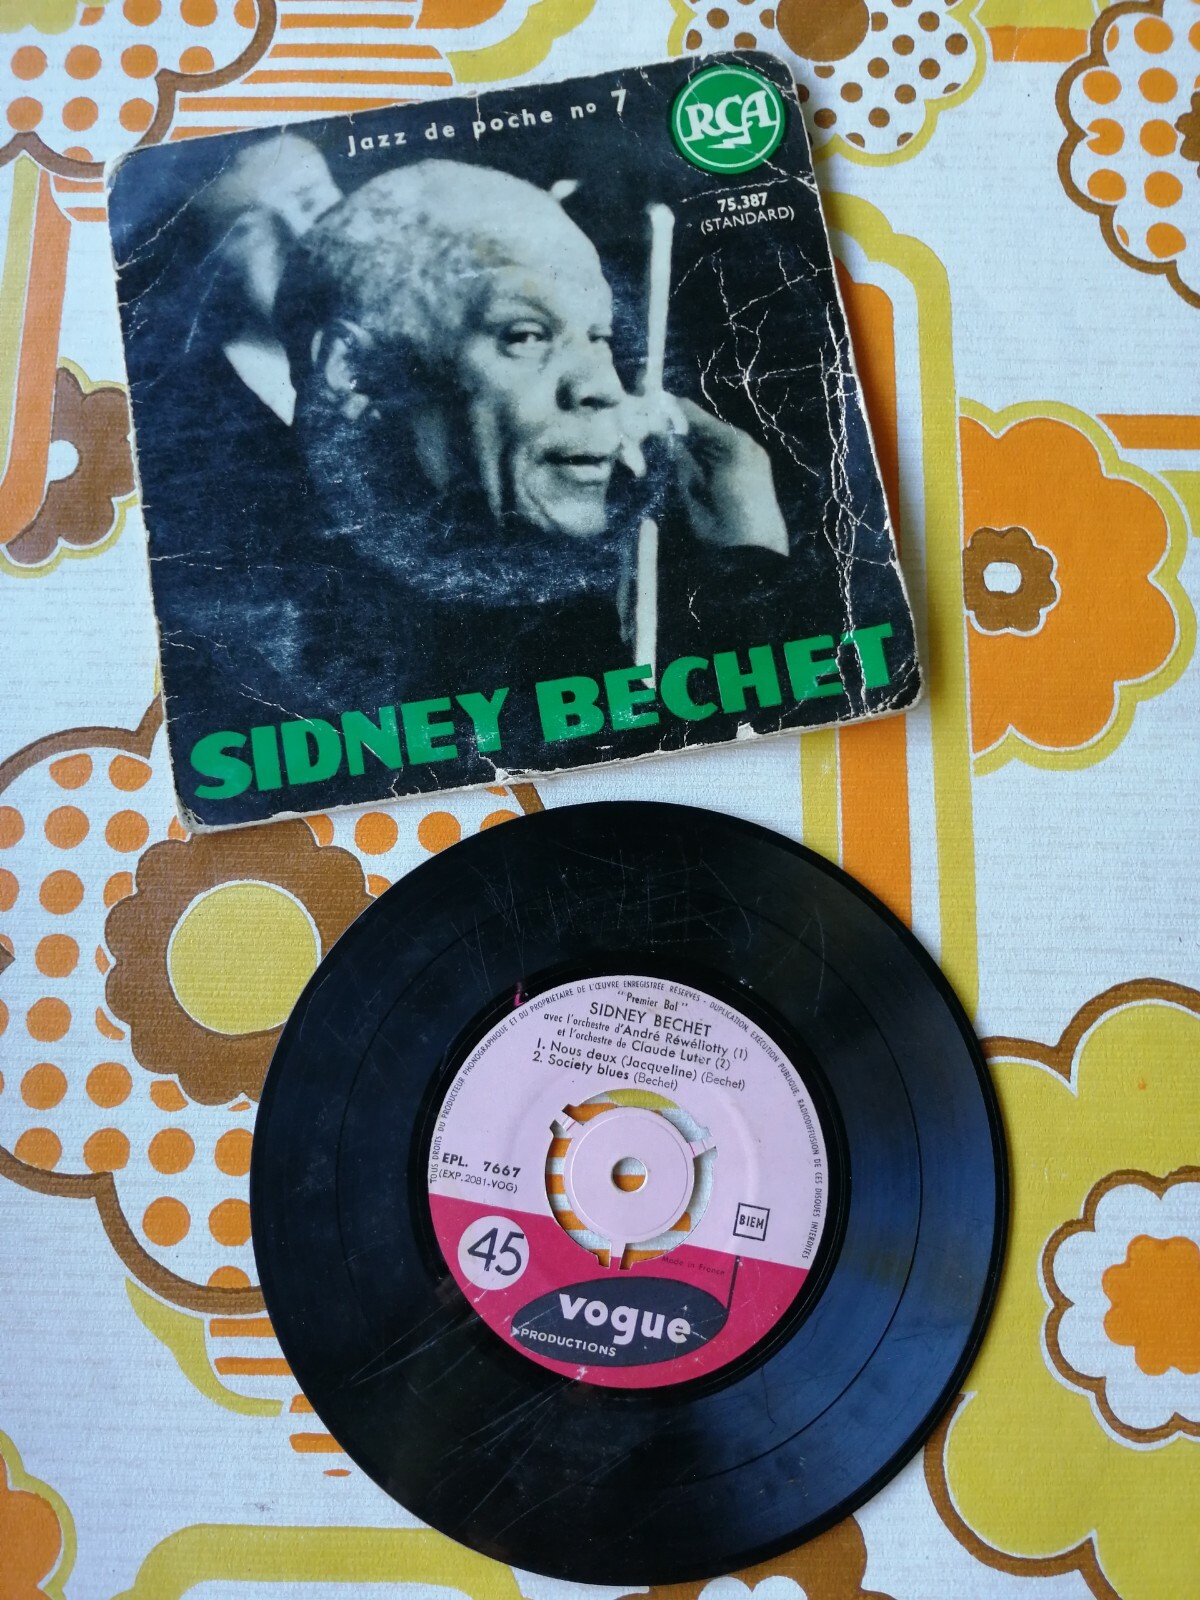 Jazz de poche nº 7
RCA
75.387
(STANDARD)
SIDNEY BECHET
TOUS DROITS DU PRODUCTEUR PHONOGRAPHIQUE ET DU PROPRIÉTAIRE DE L'ŒUVRE ENREGISTRÉE RÉSERVÉS - DUPLICATION, EXÉCUTION PUBLIQUE, RADIODIFFUSION DE CES DISQUES INTERDITES
"Premier Bal"
SIDNEY BECHET
avec l'orchestre d'André Réwéliotty (1)
et l'orchestre de Claude Luter (2)
1. Nous deux (Jacqueline) (Bechet)
2. Society blues (Bechet)
EPL. 7667
(EXP. 2081-VOG)
BIEM
45
Made in France
vogue
PRODUCTIONS